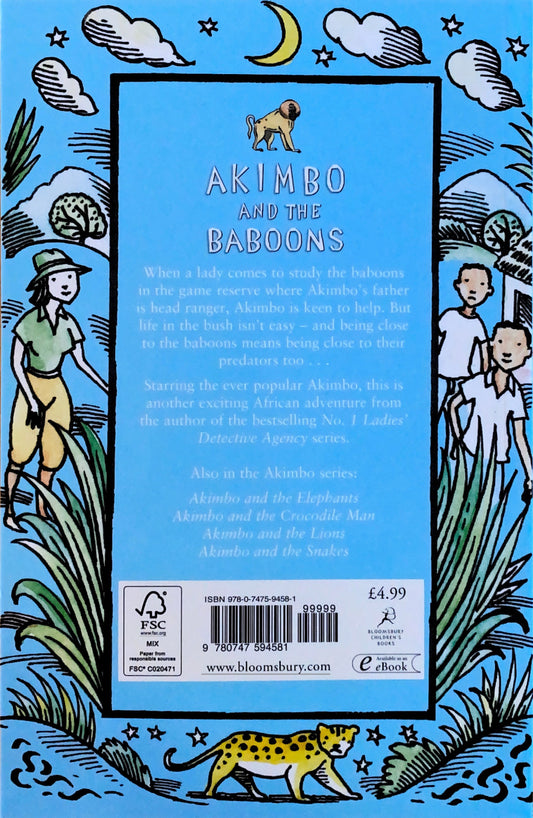 AKIMBO
AND THE
BABOONS
When a lady comes to study the baboons
in the game reserve where Akimbo's father
is head ranger, Akimbo is keen to help. But
life in the bush isn't easy – and being close
to the baboons means being close to their
predators too . . .
Starring the ever popular Akimbo, this is
another exciting African adventure from
the author of the bestselling No. 1 Ladies'
Detective Agency series.
Also in the Akimbo series:
Akimbo and the Elephants
Akimbo and the Crocodile Man
Akimbo and the Lions
Akimbo and the Snakes
FSC
www.fsc.org
MIX
Paper from
responsible sources
FSC® C020471
ISBN 978-0-7475-9458-1
99999
9 780747 594581
www.bloomsbury.com
£4.99
BLOOMSBURY
CHILDREN'S
BOOKS
e Available as an
eBook